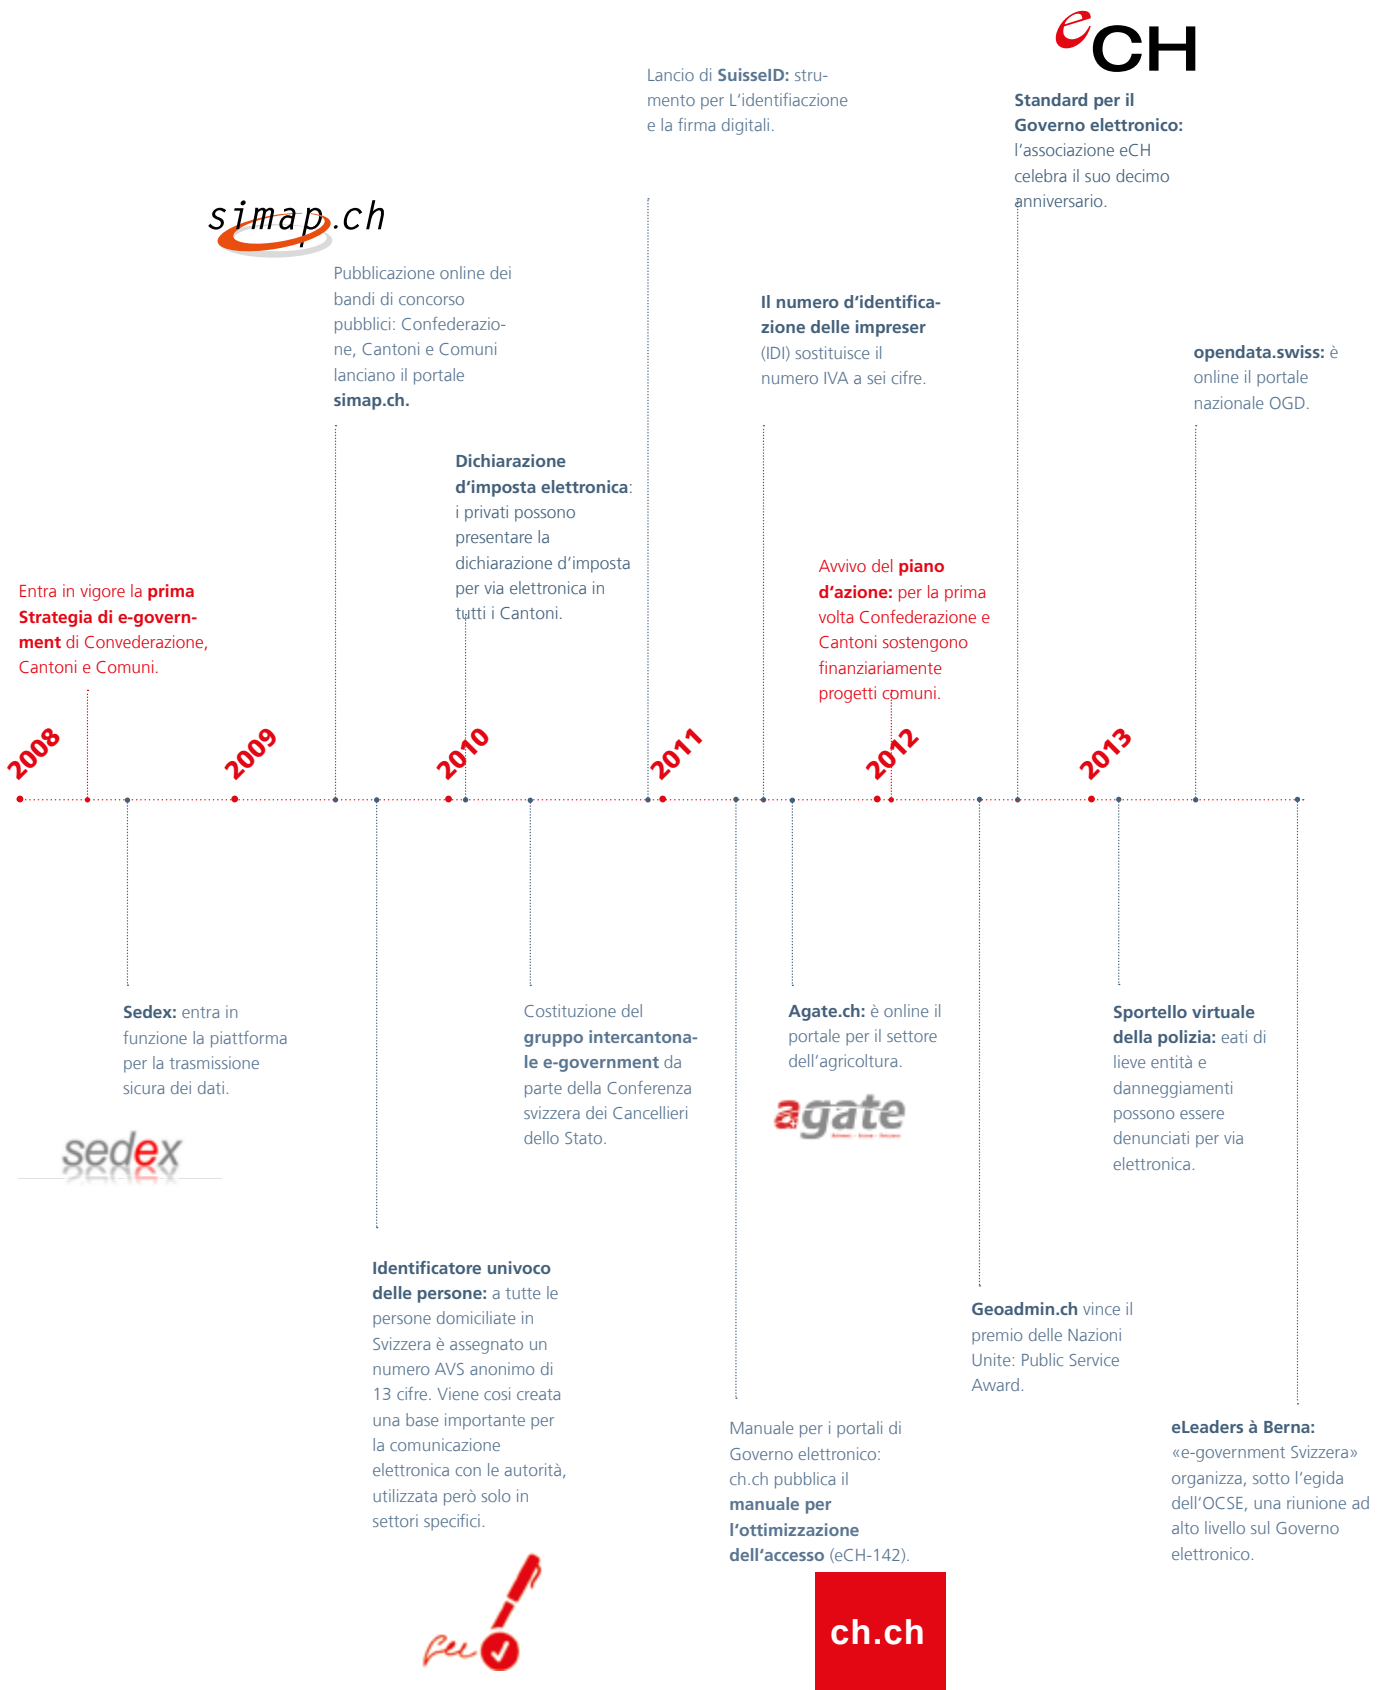 eCH
Lancio di SuisseID: stru-
mento per L‘identifiaczione
e la firma digitali.
Standard per il
Governo elettronico:
l‘associazione eCH
celebra il suo decimo
anniversario.
simap.ch
Pubblicazione online dei
bandi di concorso
pubblici: Confederazio-
ne, Cantoni e Comuni
lanciano il portale
simap.ch.
Il numero d‘identifica-
zione delle impreser
(IDI) sostituisce il
numero IVA a sei cifre.
opendata.swiss: è
online il portale
nazionale OGD.
Dichiarazione
d‘imposta elettronica:
i privati possono
presentare la
dichiarazione d‘imposta
per via elettronica in
tutti i Cantoni.
Entra in vigore la prima
Strategia di e-govern-
ment di Convederazione,
Cantoni e Comuni.
Avvivo del piano
d‘azione: per la prima
volta Confederazione e
Cantoni sostengono
finanziariamente
progetti comuni.
2008
2009
2010
2011
2012
2013
Sedex: entra in
funzione la piattforma
per la trasmissione
sicura dei dati.
sedex
Costituzione del
gruppo intercantona-
le e-government da
parte della Conferenza
svizzera dei Cancellieri
dello Stato.
Agate.ch: è online il
portale per il settore
dell‘agricoltura.
agate
Sportello virtuale
della polizia: eati di
lieve entità e
danneggiamenti
possono essere
denunciati per via
elettronica.
Identificatore univoco
delle persone: a tutte le
persone domiciliate in
Svizzera è assegnato un
numero AVS anonimo di
13 cifre. Viene cosi creata
una base importante per
la comunicazione
elettronica con le autorità,
utilizzata però solo in
settori specifici.
Geoadmin.ch vince il
premio delle Nazioni
Unite: Public Service
Award.
Manuale per i portali di
Governo elettronico:
ch.ch pubblica il
manuale per
l‘ottimizzazione
dell‘accesso (eCH-142).
ch.ch
eLeaders à Berna:
«e-government Svizzera»
organizza, sotto l‘egida
dell‘OCSE, una riunione ad
alto livello sul Governo
elettronico.